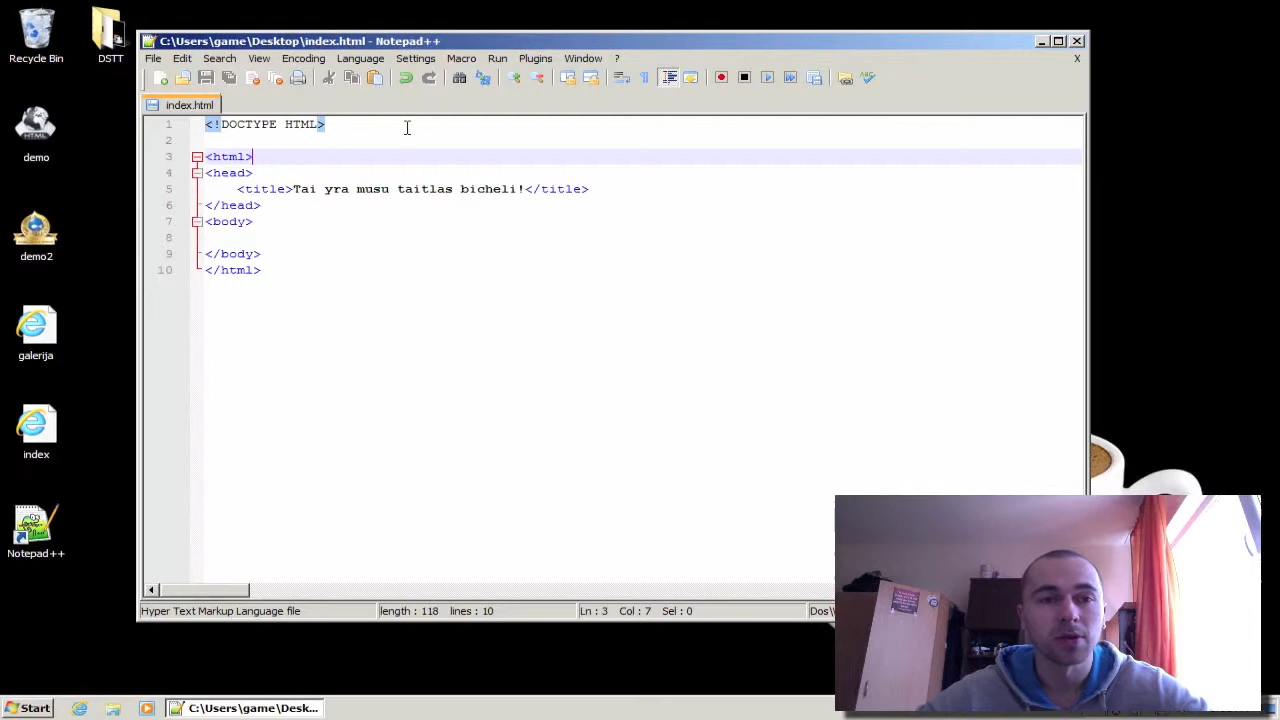 Recycle Bin
DSTT
demo
demo2
galerija
index
Notepad++
C:\Users\game\Desktop\index.html - Notepad++
File Edit Search View Encoding Language Settings Macro Run Plugins Window ? X
index.html
1 <!DOCTYPE HTML>
2
3 <html>
4 <head>
5 <title>Tai yra musu taitlas bicheli!</title>
6 </head>
7 <body>
8
9 </body>
10 </html>
Hyper Text Markup Language file length : 118 lines : 10 Ln : 3 Col : 7 Sel : 0 Dos\
Start C:\Users\game\Desk...